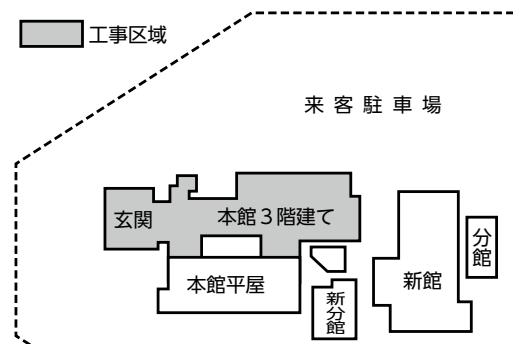 工事区域
来客駐車場
玄関
本館3階建て
本館平屋
新分館
新館
分館